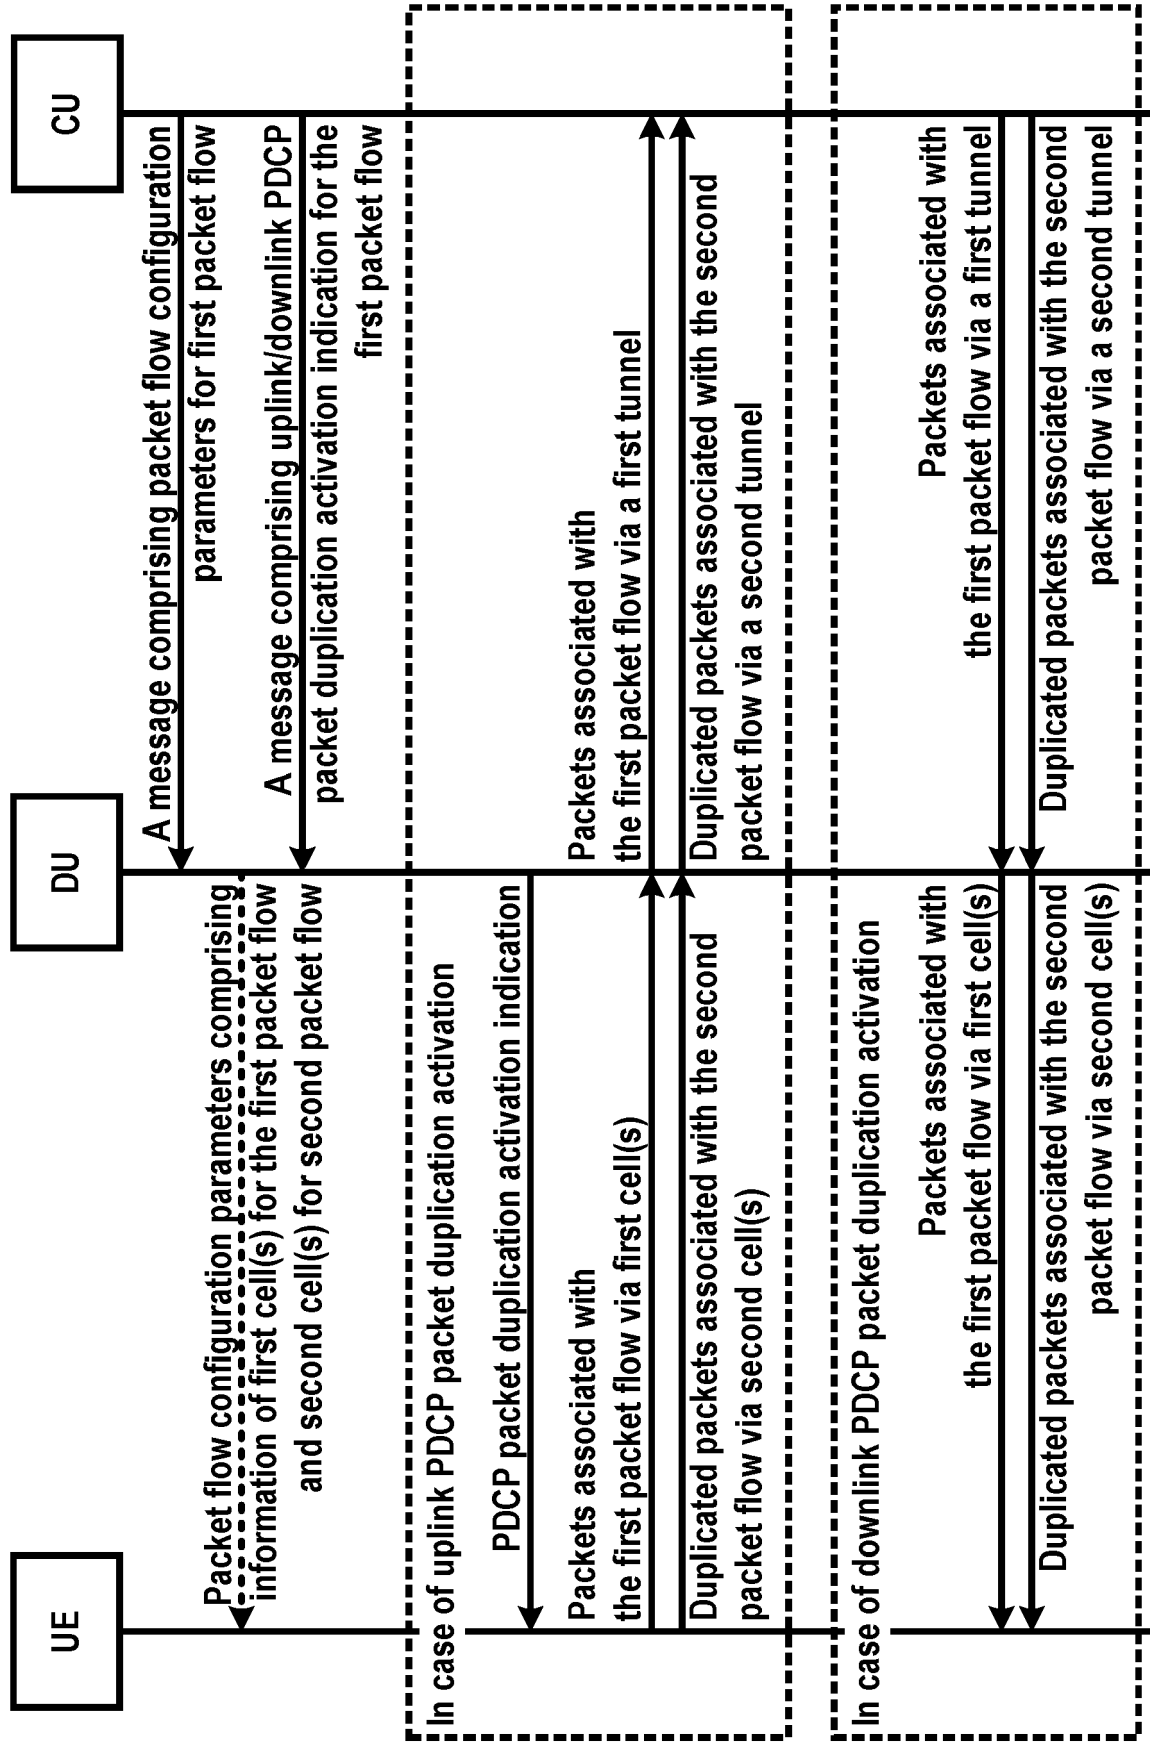 UE
DU
CU
A message comprising packet flow configuration
parameters for first packet flow
Packet flow configuration parameters comprising
information of first cell(s) for the first packet flow
and second cell(s) for second packet flow
A message comprising uplink/downlink PDCP
packet duplication activation indication for the
first packet flow
In case of uplink PDCP packet duplication activation
PDCP packet duplication activation indication
Packets associated with
the first packet flow via first cell(s)
Duplicated packets associated with the second
packet flow via second cell(s)
Packets associated with
the first packet flow via a first tunnel
Duplicated packets associated with the second
packet flow via a second tunnel
In case of downlink PDCP packet duplication activation
Packets associated with
the first packet flow via first cell(s)
Duplicated packets associated with the second
packet flow via second cell(s)
Packets associated with
the first packet flow via a first tunnel
Duplicated packets associated with the second
packet flow via a second tunnel